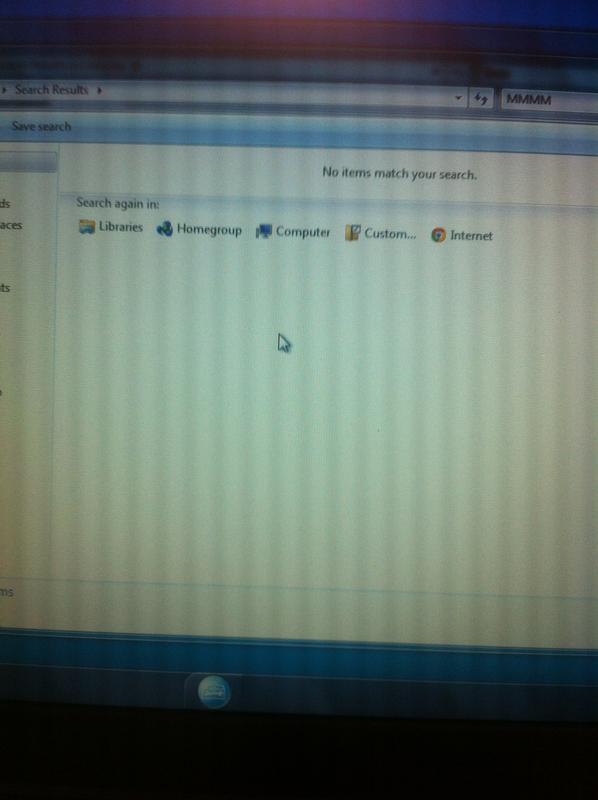 Search Results
MMMM
Save search
No items match your search.
Search again in:
Libraries Homegroup Computer Custom... Internet
ds
aces
ts
ms